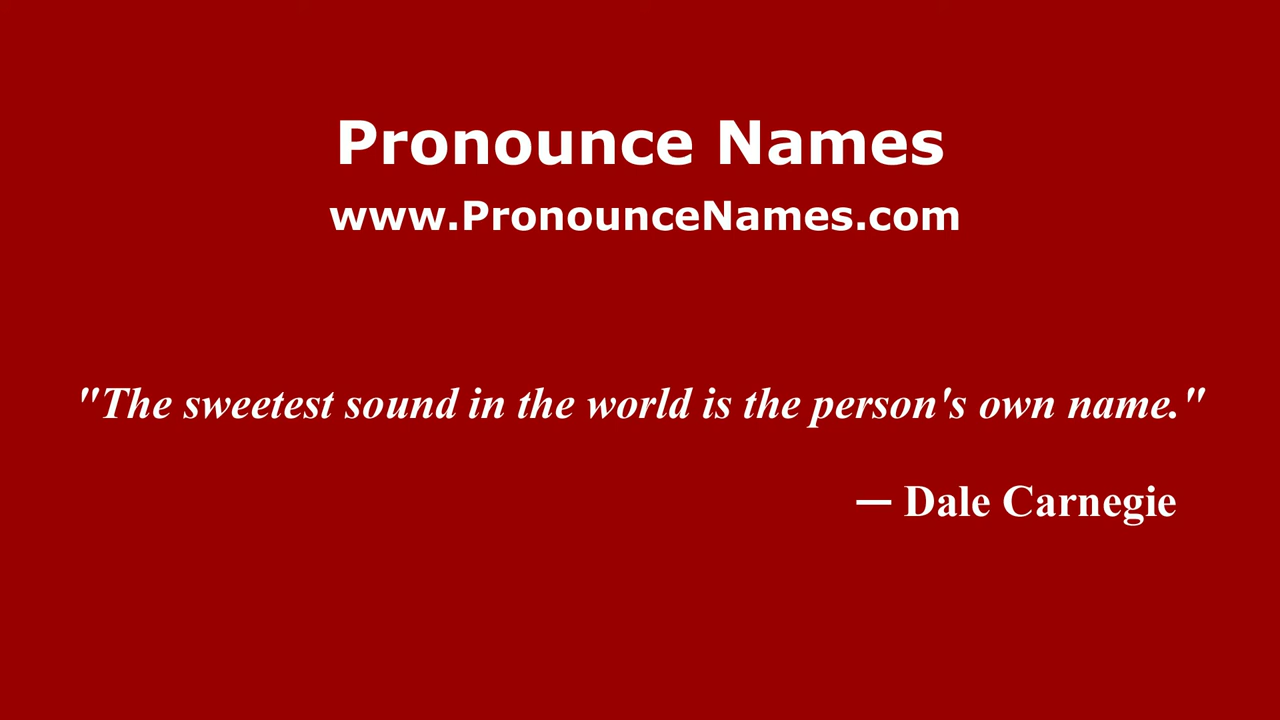 Pronounce Names
www.PronounceNames.com
"The sweetest sound in the world is the person's own name."
— Dale Carnegie